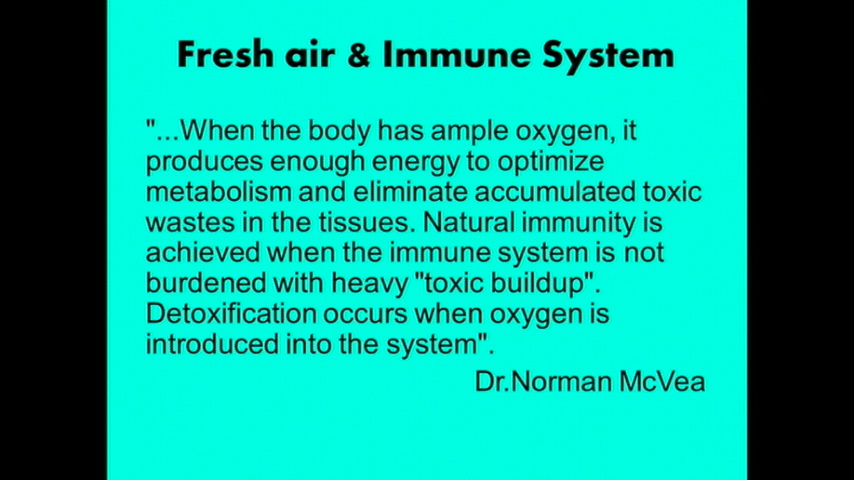 Fresh air & Immune System
"...When the body has ample oxygen, it
produces enough energy to optimize
metabolism and eliminate accumulated toxic
wastes in the tissues. Natural immunity is
achieved when the immune system is not
burdened with heavy "toxic buildup".
Detoxification occurs when oxygen is
introduced into the system".
Dr.Norman McVea